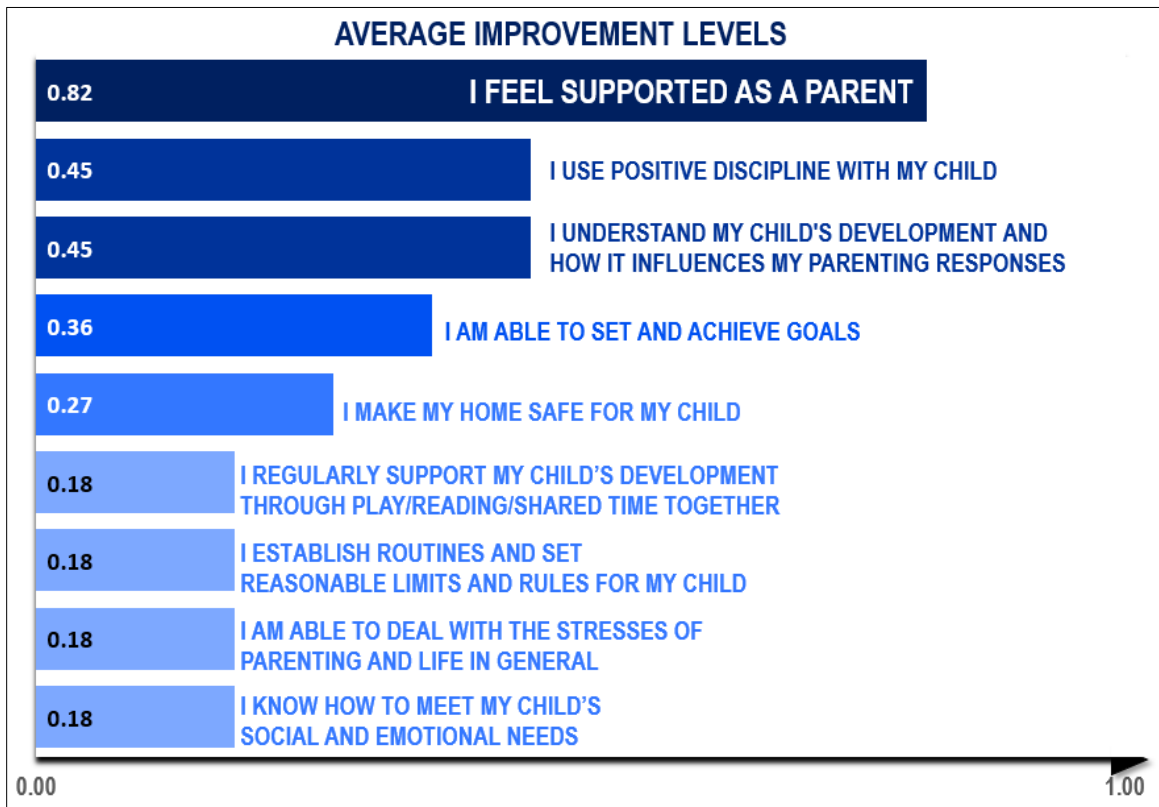 AVERAGE IMPROVEMENT LEVELS
0.82 I FEEL SUPPORTED AS A PARENT
0.45 I USE POSITIVE DISCIPLINE WITH MY CHILD
0.45 I UNDERSTAND MY CHILD'S DEVELOPMENT AND
HOW IT INFLUENCES MY PARENTING RESPONSES
0.36 I AM ABLE TO SET AND ACHIEVE GOALS
0.27 I MAKE MY HOME SAFE FOR MY CHILD
0.18 I REGULARLY SUPPORT MY CHILD’S DEVELOPMENT
THROUGH PLAY/READING/SHARED TIME TOGETHER
0.18 I ESTABLISH ROUTINES AND SET
REASONABLE LIMITS AND RULES FOR MY CHILD
0.18 I AM ABLE TO DEAL WITH THE STRESSES OF
PARENTING AND LIFE IN GENERAL
0.18 I KNOW HOW TO MEET MY CHILD’S
SOCIAL AND EMOTIONAL NEEDS
0.00 1.00